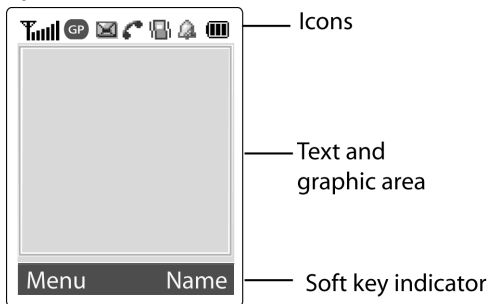 GP
Icons
Text and
graphic area
Menu
Name
Soft key indicator